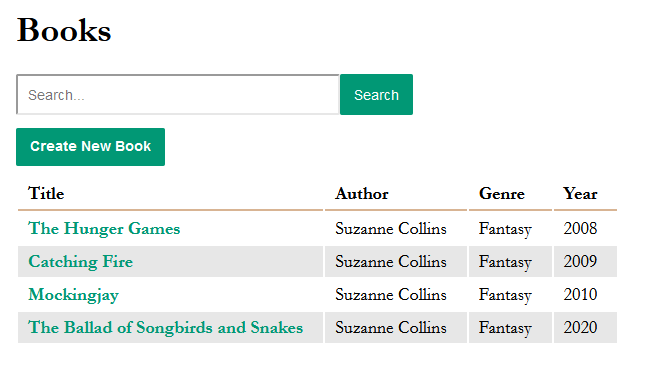 Books
Search...
Search
Create New Book
Title Author Genre Year
The Hunger Games Suzanne Collins Fantasy 2008
Catching Fire Suzanne Collins Fantasy 2009
Mockingjay Suzanne Collins Fantasy 2010
The Ballad of Songbirds and Snakes Suzanne Collins Fantasy 2020